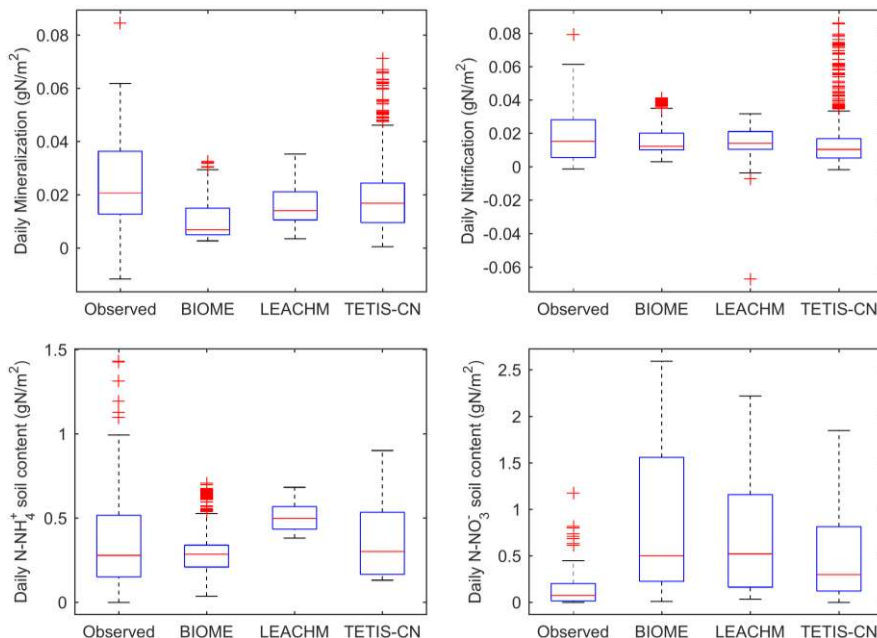 Daily Mineralization (gN/m²)
0.08
0.06
0.04
0.02
0
Observed BIOME LEACHM TETIS-CN
Daily Nitrification (gN/m²)
0.08
0.06
0.04
0.02
0
-0.02
-0.04
-0.06
Observed BIOME LEACHM TETIS-CN
Daily N-NH₄⁺ soil content (gN/m²)
1.5
1
0.5
0
Observed BIOME LEACHM TETIS-CN
Daily N-NO₃⁻ soil content (gN/m²)
2.5
2
1.5
1
0.5
0
Observed BIOME LEACHM TETIS-CN